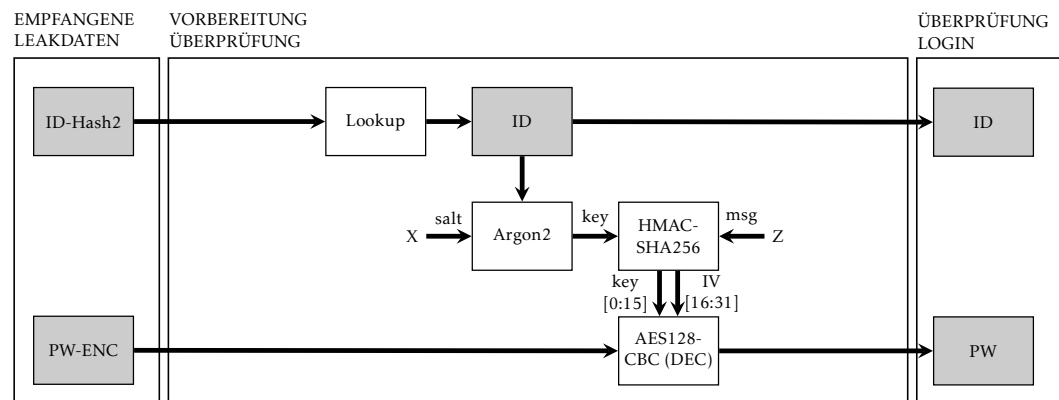 EMPFANGENE
LEAKDATEN
VORBEREITUNG
ÜBERPRÜFUNG
ÜBERPRÜFUNG
LOGIN
ID-Hash2
Lookup
ID
ID
X
salt
Argon2
key
HMAC-
SHA256
msg
Z
key
[0:15]
IV
[16:31]
PW-ENC
AES128-
CBC (DEC)
PW